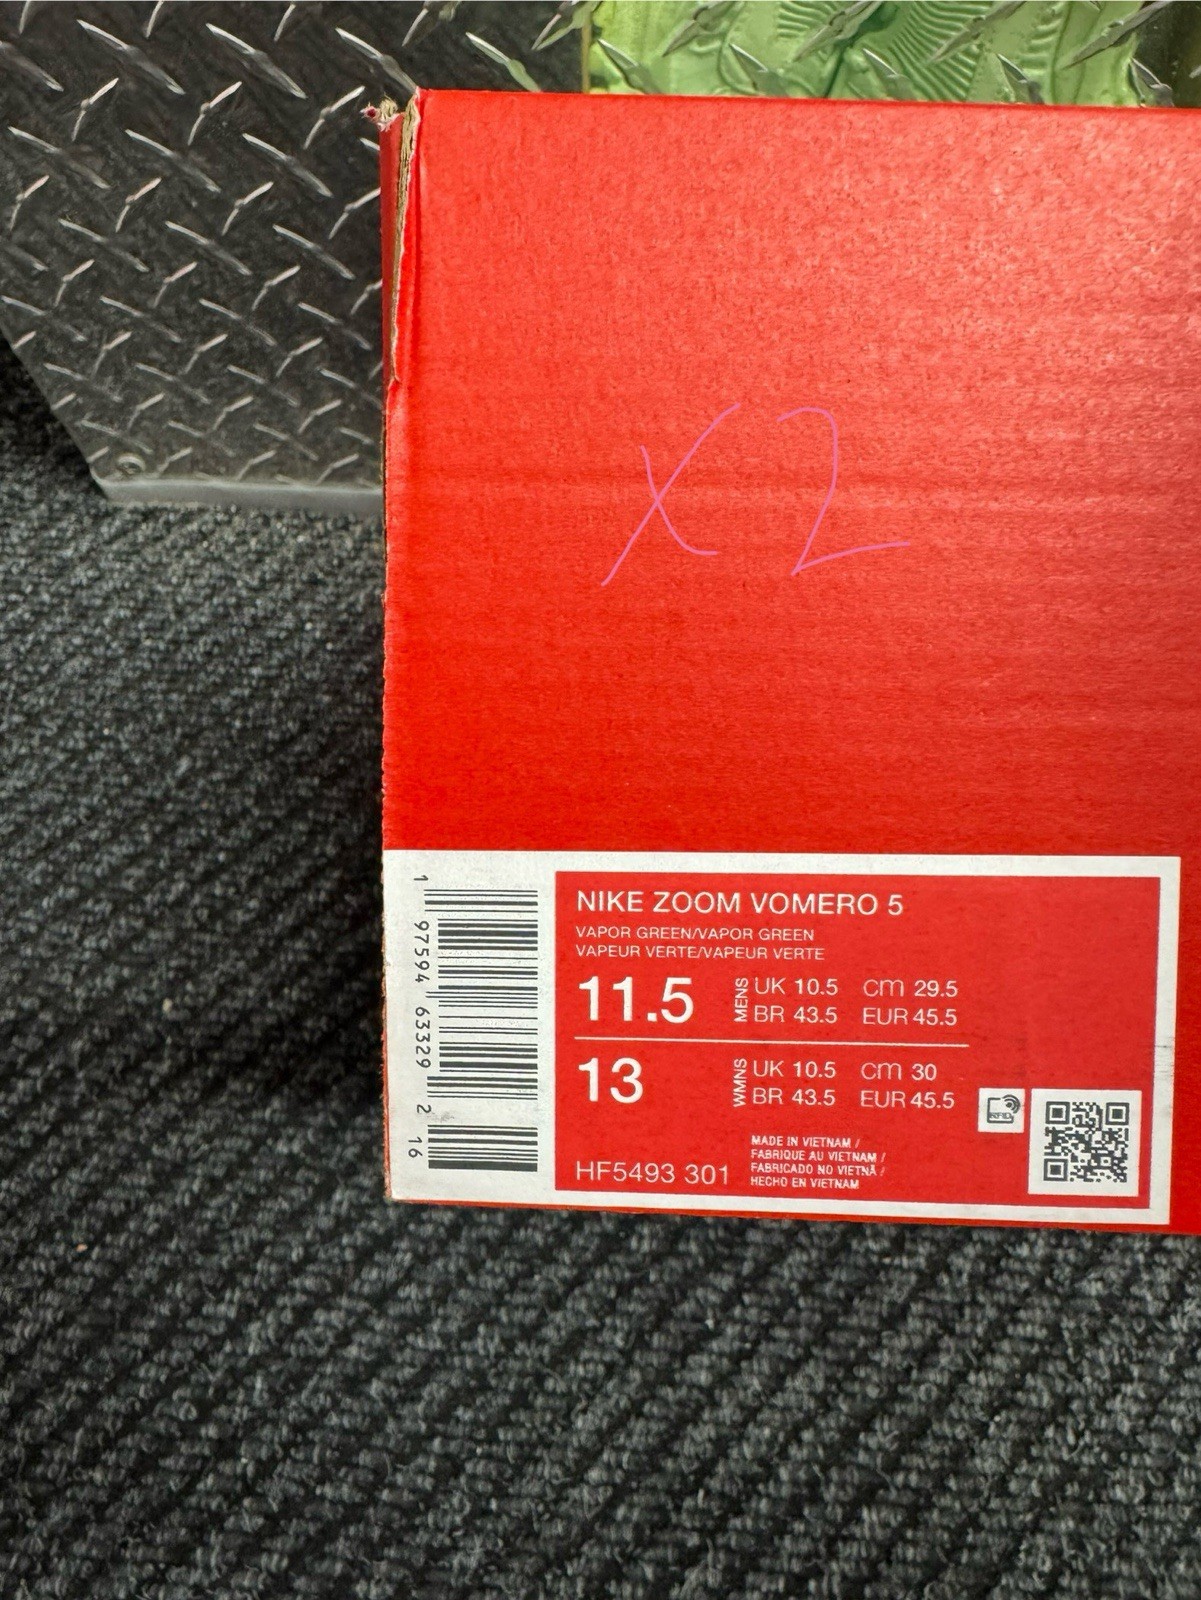 X2
1 97594 63329 2 16
NIKE ZOOM VOMERO 5
VAPOR GREEN/VAPOR GREEN
VAPEUR VERTE/VAPEUR VERTE
11.5 MENS UK 10.5 cm 29.5
BR 43.5 EUR 45.5
13 WMNS UK 10.5 cm 30
BR 43.5 EUR 45.5
RFID
HF5493 301
MADE IN VIETNAM /
FABRIQUE AU VIETNAM /
FABRICADO NO VIETNÃ /
HECHO EN VIETNAM